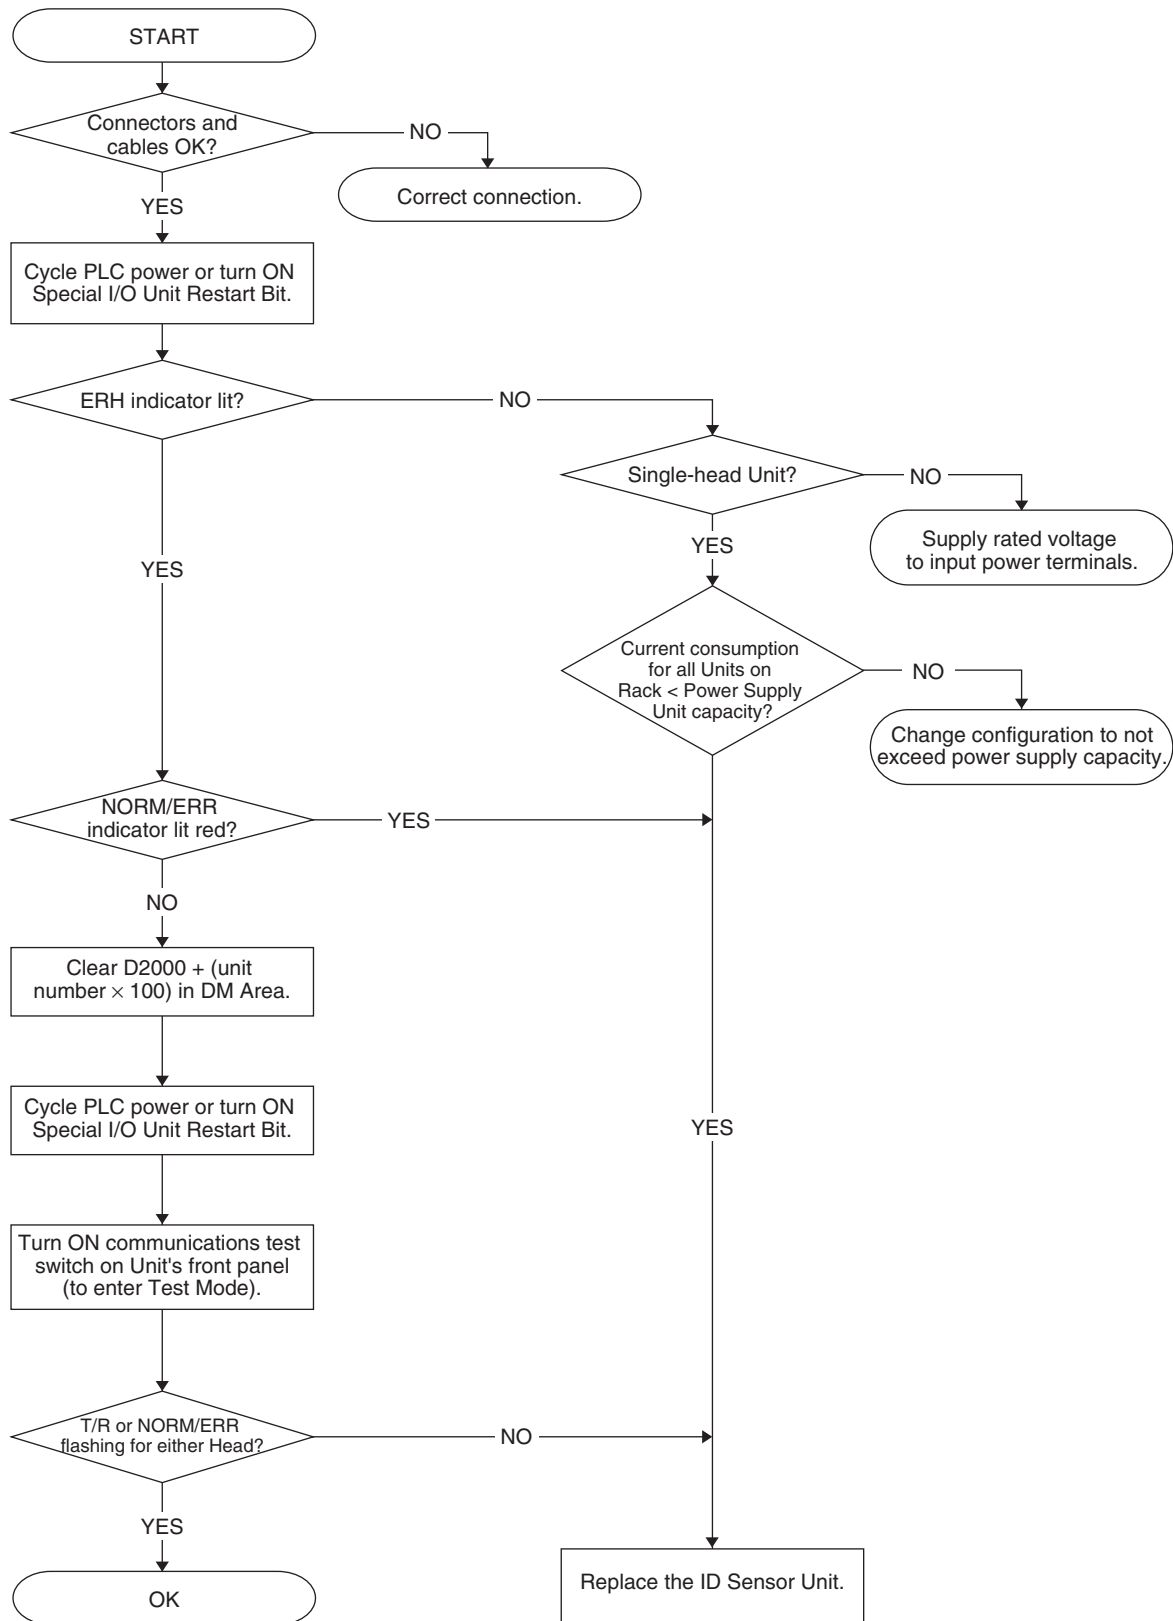 START
Connectors and
cables OK?
NO
Correct connection.
YES
Cycle PLC power or turn ON
Special I/O Unit Restart Bit.
ERH indicator lit?
NO
Single-head Unit?
NO
Supply rated voltage
to input power terminals.
YES
YES
Current consumption
for all Units on
Rack < Power Supply
Unit capacity?
NO
Change configuration to not
exceed power supply capacity.
NORM/ERR
indicator lit red?
YES
NO
Clear D2000 + (unit
number × 100) in DM Area.
Cycle PLC power or turn ON
Special I/O Unit Restart Bit.
YES
Turn ON communications test
switch on Unit's front panel
(to enter Test Mode).
T/R or NORM/ERR
flashing for either Head?
NO
YES
OK
Replace the ID Sensor Unit.